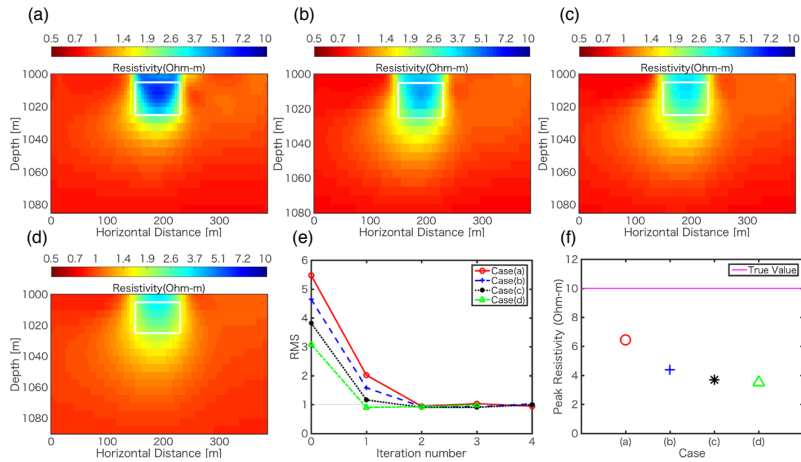 (a)
0.5 0.7 1 1.4 1.9 2.6 3.7 5.1 7.2 10
Resistivity(Ohm-m)
1000
1020
1040
1060
1080
Depth [m]
0 100 200 300
Horizontal Distance [m]
(b)
0.5 0.7 1 1.4 1.9 2.6 3.7 5.1 7.2 10
Resistivity(Ohm-m)
1000
1020
1040
1060
1080
Depth [m]
0 100 200 300
Horizontal Distance [m]
(c)
0.5 0.7 1 1.4 1.9 2.6 3.7 5.1 7.2 10
Resistivity(Ohm-m)
1000
1020
1040
1060
1080
Depth [m]
0 100 200 300
Horizontal Distance [m]
(d)
0.5 0.7 1 1.4 1.9 2.6 3.7 5.1 7.2 10
Resistivity(Ohm-m)
1000
1020
1040
1060
1080
Depth [m]
0 100 200 300
Horizontal Distance [m]
(e)
6
5
4
3
2
1
0
RMS
Case(a)
Case(b)
Case(c)
Case(d)
0 1 2 3 4
Iteration number
(f)
12
10
8
6
4
2
0
Peak Resistivity (Ohm-m)
True Value
(a) (b) (c) (d)
Case